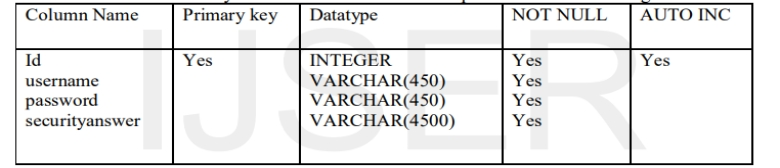 Column Name Primary key Datatype NOT NULL AUTO INC
Id Yes INTEGER Yes Yes
username VARCHAR(450) Yes
password VARCHAR(450) Yes
securityanswer VARCHAR(4500) Yes
IJSER